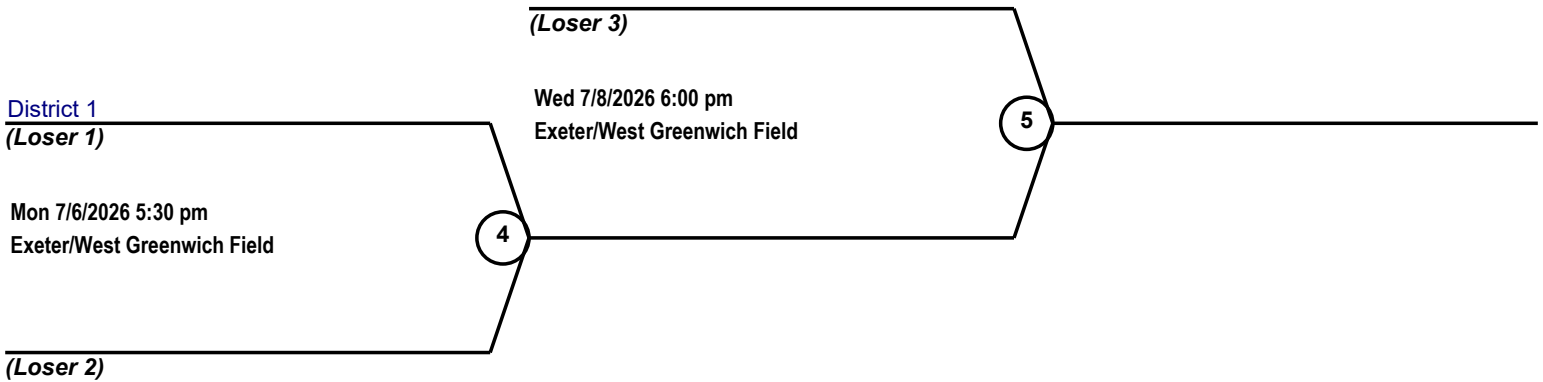 (Loser 3)
District 1
(Loser 1)
Wed 7/8/2026 6:00 pm
Exeter/West Greenwich Field
5
Mon 7/6/2026 5:30 pm
Exeter/West Greenwich Field
4
(Loser 2)